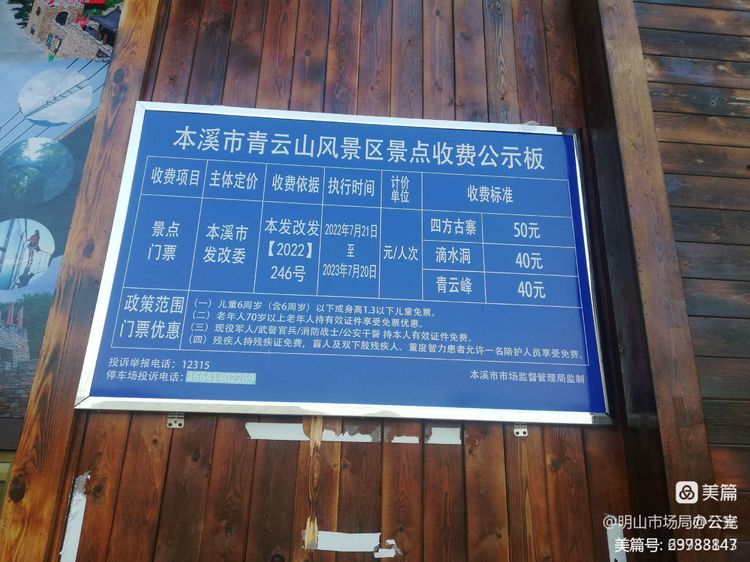 本溪市青云山风景区景点收费公示板
收费项目 主体定价 收费依据 执行时间 计价单位 收费标准
景点门票 本溪市发改委 本发改发【2022】246号 2022年7月21日至2023年7月20日 元/人次
四方古寨 50元
滴水洞 40元
青云峰 40元
政策范围门票优惠
(一) 儿童6周岁(含6周岁)以下或身高1.3以下儿童免票。
(二) 老年人70岁以上老年人持有效证件享受免票优惠。
(三) 现役军人/武警官兵/消防战士/公安干警 持本人有效证件免费。
(四) 残疾人持残疾证免费,盲人及双下肢残疾人、重度智力患者允许一名陪护人员享受免费。
投诉举报电话:12315
停车场投诉电话:16641402269
本溪市市场监督管理局监制
美篇
@明山市场局办公室
美篇号: